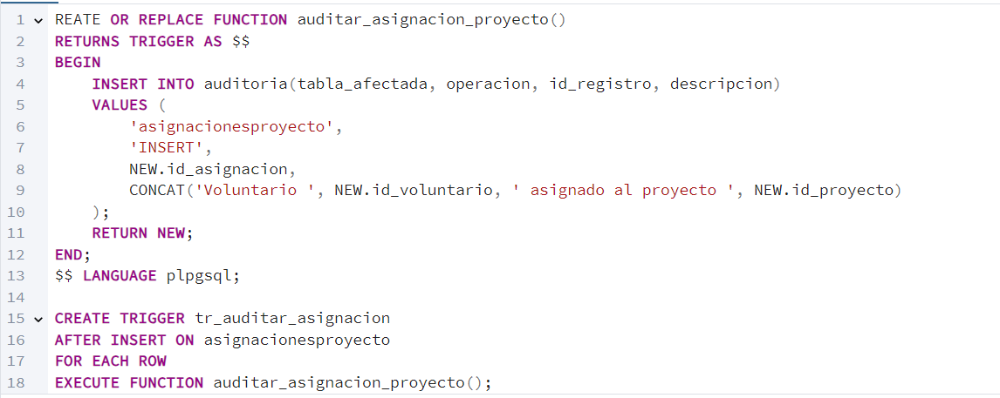 1 REATE OR REPLACE FUNCTION auditar_asignacion_proyecto()
2 RETURNS TRIGGER AS $$
3 BEGIN
4     INSERT INTO auditoria(tabla_afectada, operacion, id_registro, descripcion)
5     VALUES (
6         'asignacionesproyecto',
7         'INSERT',
8         NEW.id_asignacion,
9         CONCAT('Voluntario ', NEW.id_voluntario, ' asignado al proyecto ', NEW.id_proyecto)
10     );
11     RETURN NEW;
12 END;
13 $$ LANGUAGE plpgsql;
14
15 CREATE TRIGGER tr_auditar_asignacion
16 AFTER INSERT ON asignacionesproyecto
17 FOR EACH ROW
18 EXECUTE FUNCTION auditar_asignacion_proyecto();